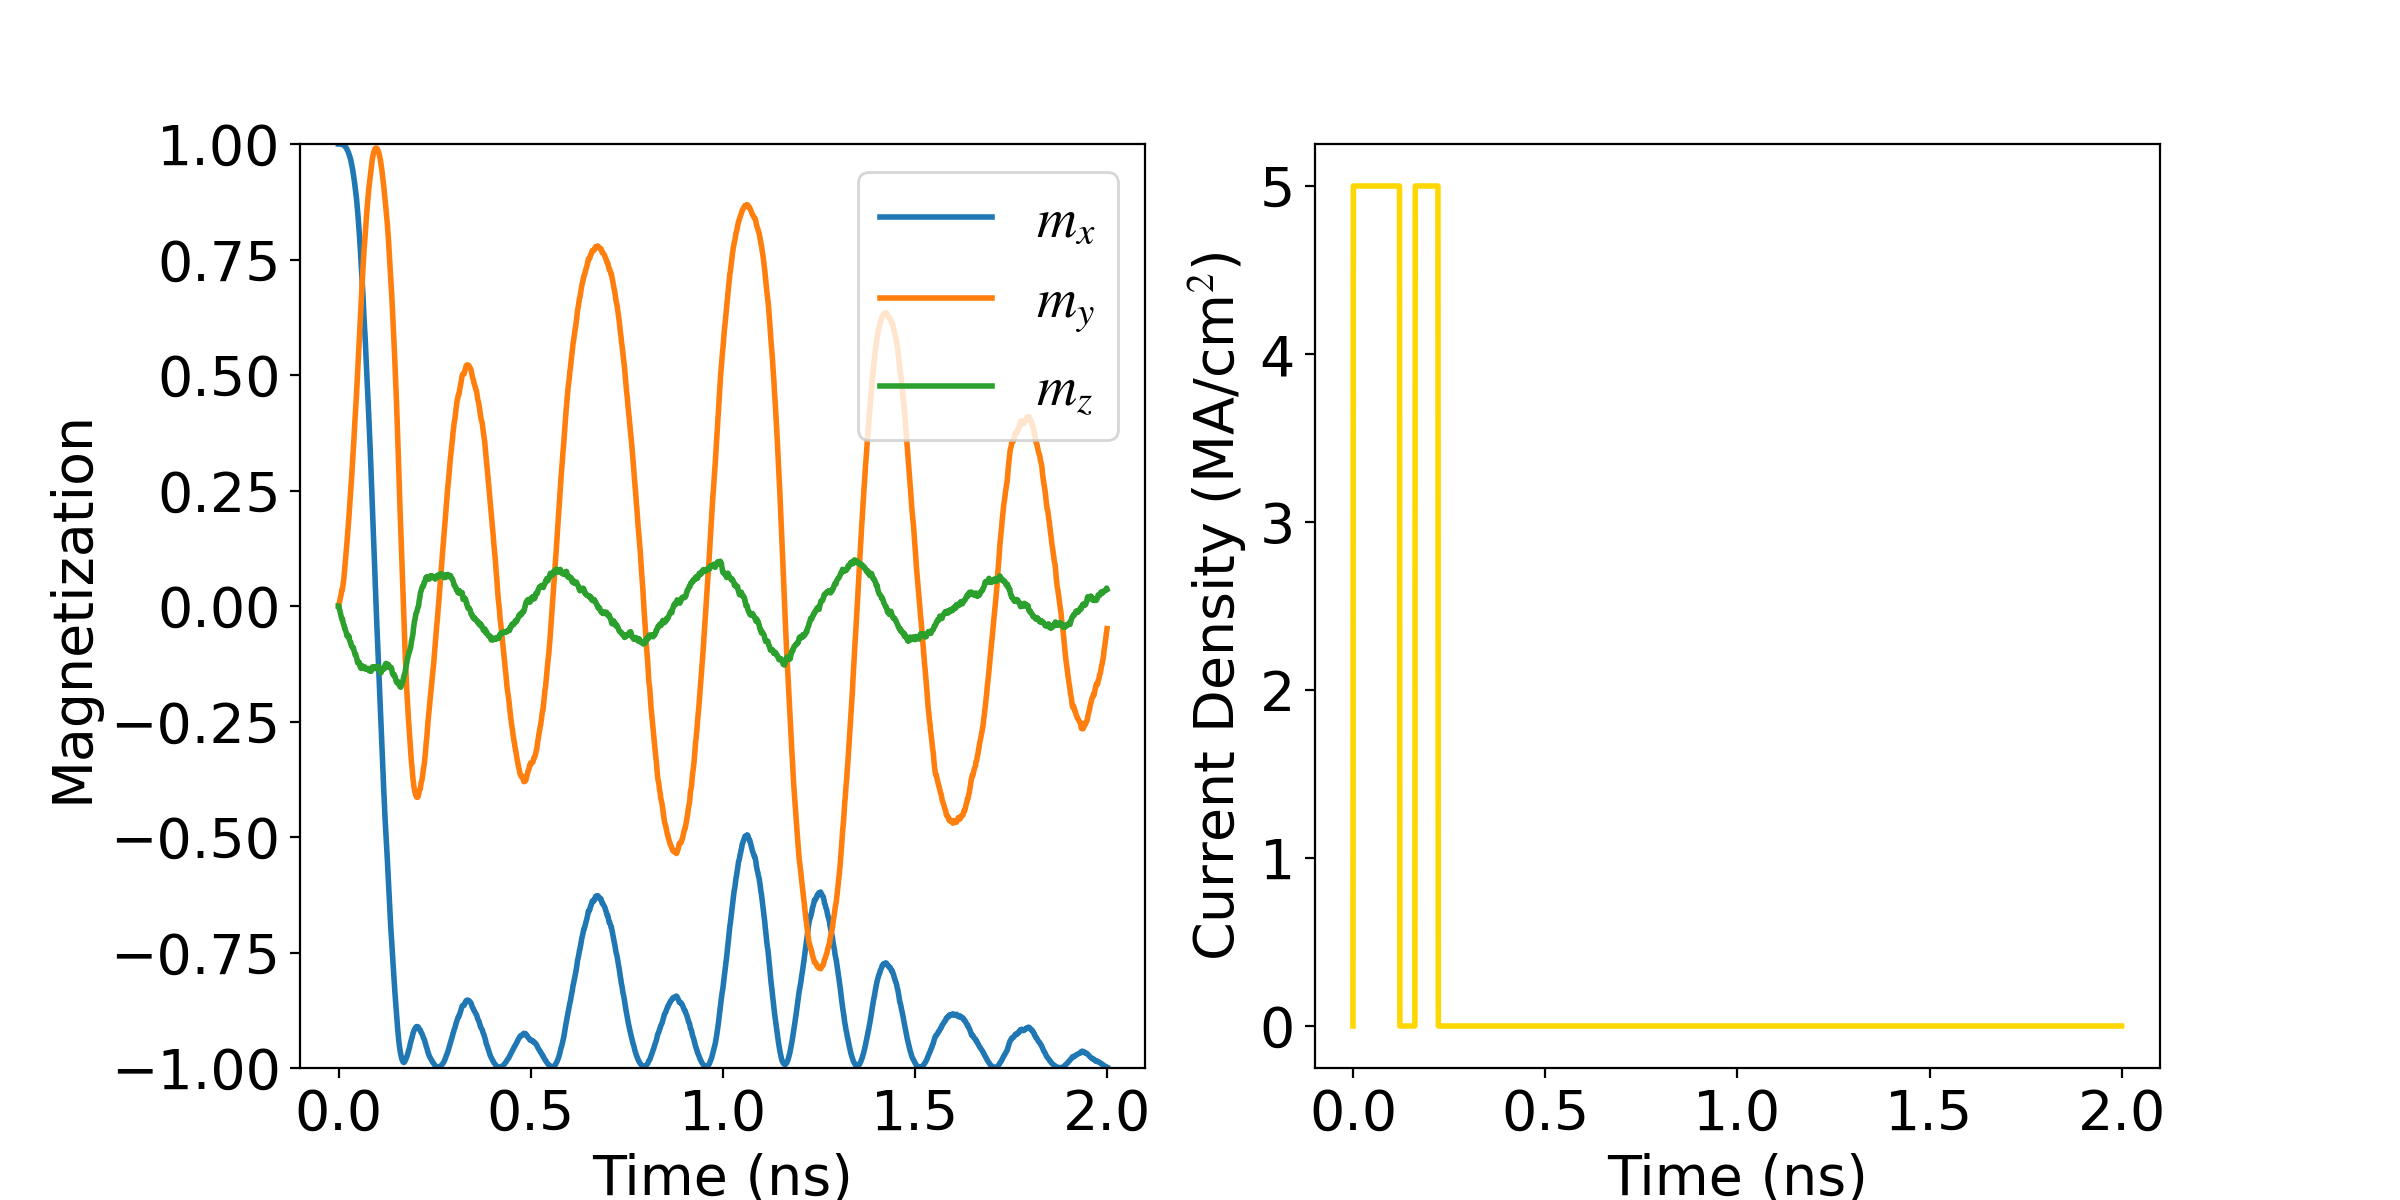 1.00
0.75
0.50
0.25
0.00
−0.25
−0.50
−0.75
−1.00
Magnetization
0.0 0.5 1.0 1.5 2.0
Time (ns)
m_x
m_y
m_z
5
4
3
2
1
0
Current Density (MA/cm²)
0.0 0.5 1.0 1.5 2.0
Time (ns)